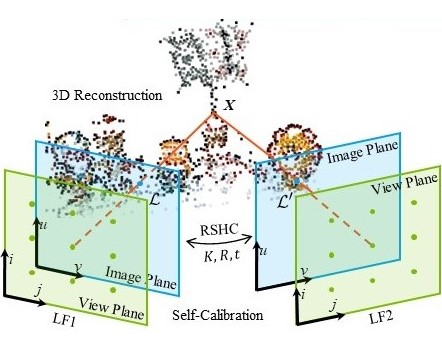 3D Reconstruction
X
Image Plane
View Plane
ℒ
ℒ′
RSHC
K, R, t
u
v
Image Plane
i
j
View Plane
LF1
Self-Calibration
u
v
i
j
LF2